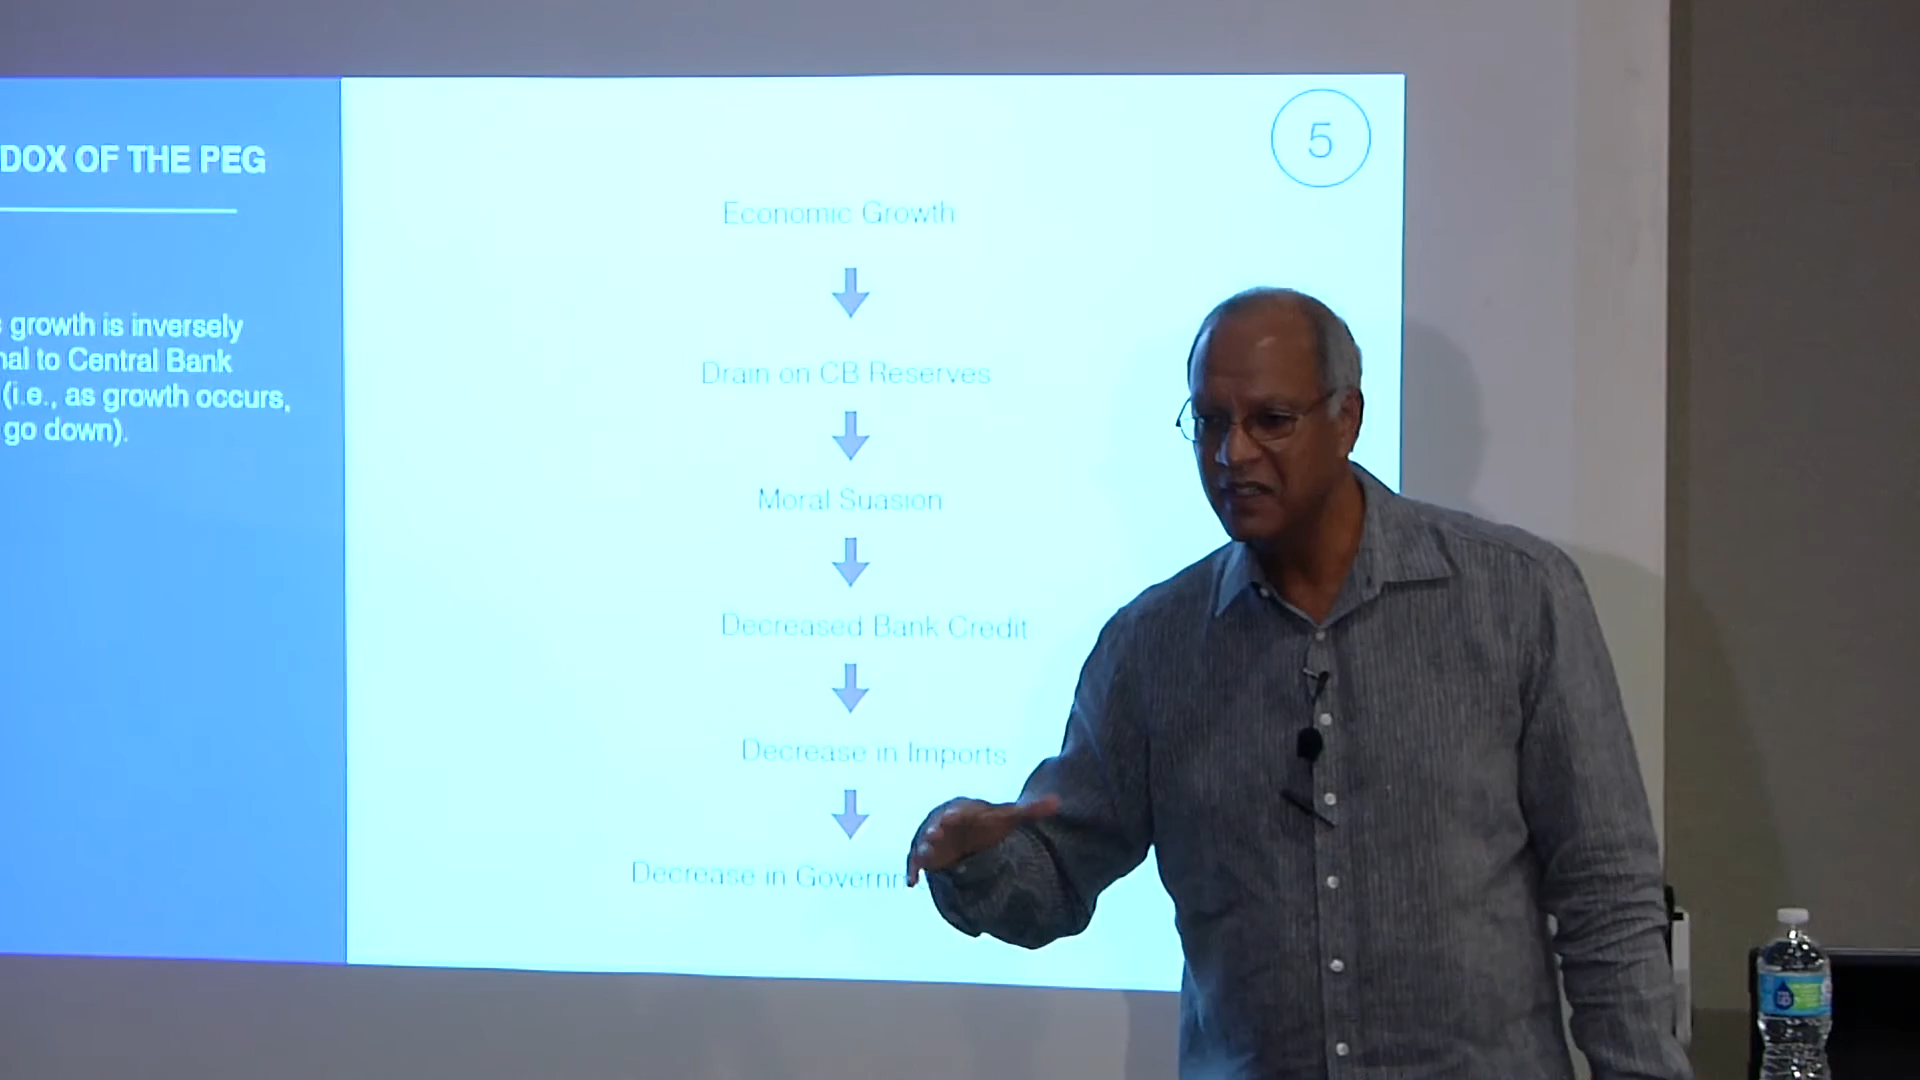 DOX OF THE PEG
growth is inversely
nal to Central Bank
(i.e., as growth occurs,
go down).
5
Economic Growth
Drain on CB Reserves
Moral Suasion
Decreased Bank Credit
Decrease in Imports
Decrease in Governm